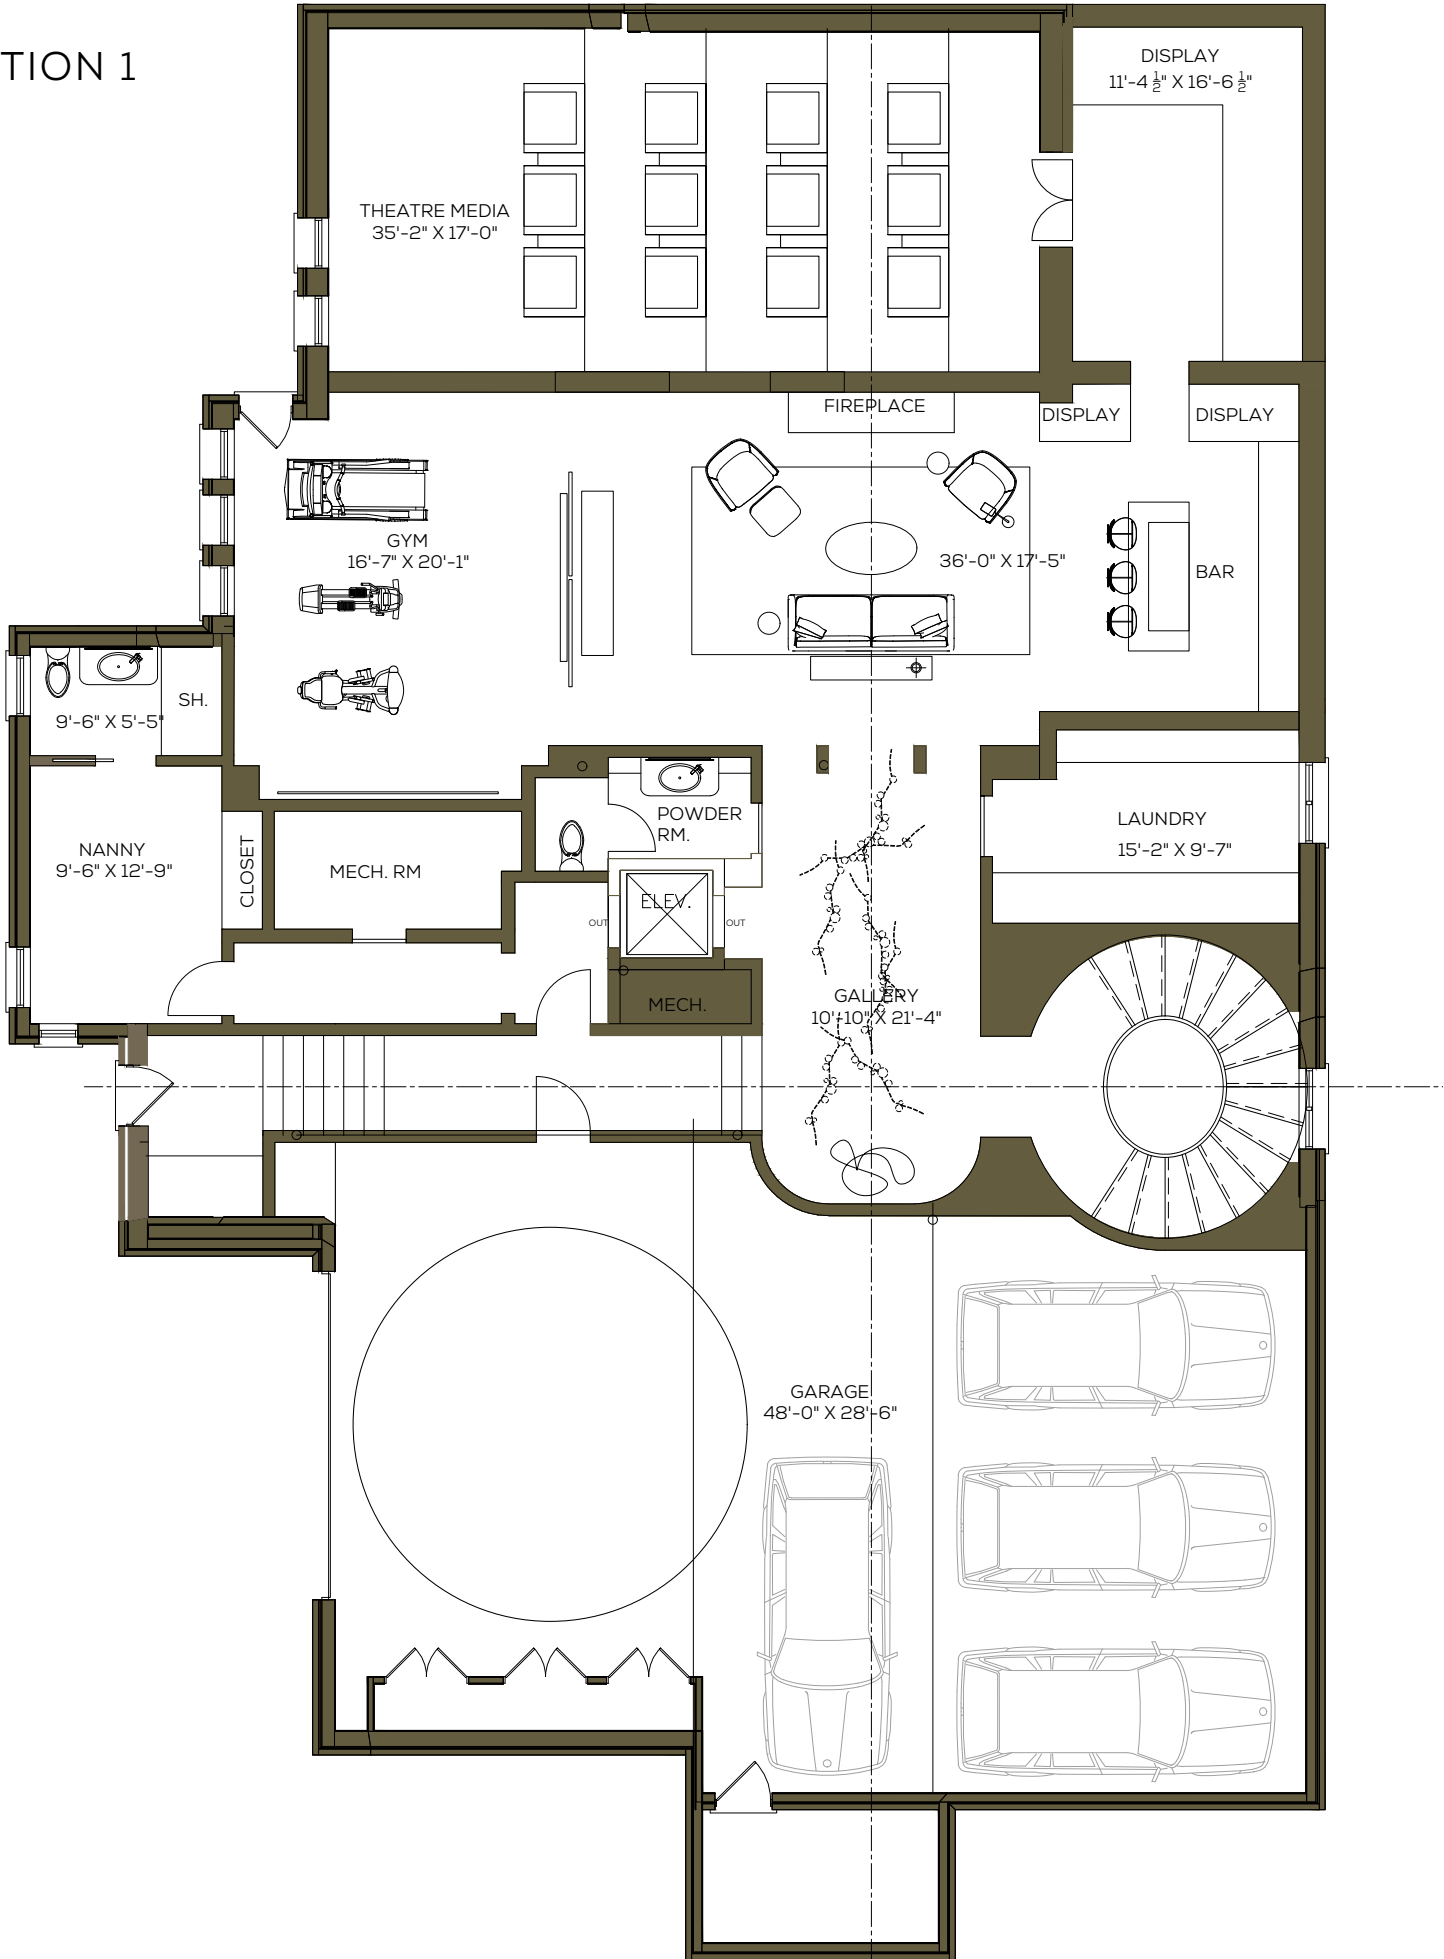 TION 1
DISPLAY
11'-4 ½" X 16'-6 ½"
THEATRE MEDIA
35'-2" X 17'-0"
FIREPLACE
DISPLAY
DISPLAY
GYM
16'-7" X 20'-1"
36'-0" X 17'-5"
BAR
SH.
9'-6" X 5'-5"
POWDER
RM.
LAUNDRY
15'-2" X 9'-7"
NANNY
9'-6" X 12'-9"
CLOSET
MECH. RM
ELEV.
OUT
OUT
MECH.
GALLERY
10'-10" X 21'-4"
GARAGE
48'-0" X 28'-6"